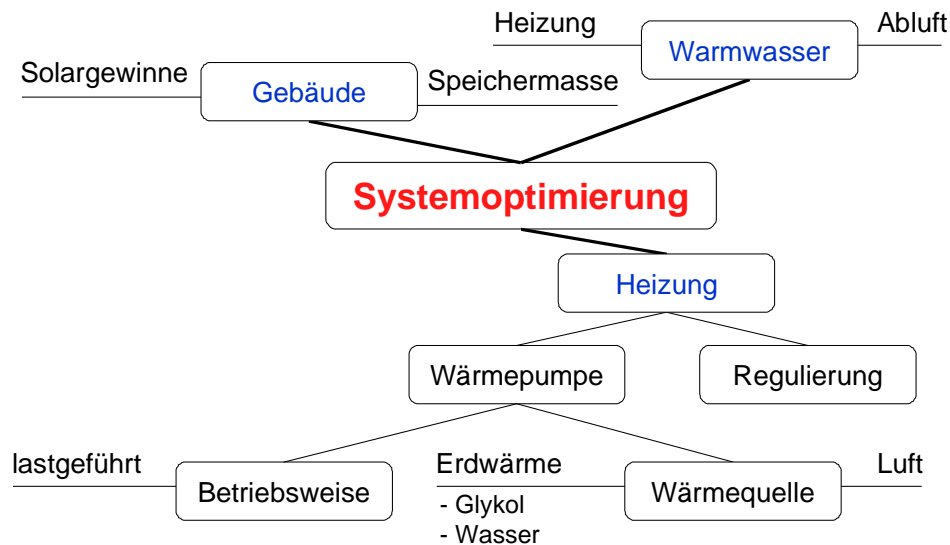 Heizung
Abluft
Warmwasser
Solargewinne
Gebäude
Speichermasse
Systemoptimierung
Heizung
Wärmepumpe
Regulierung
lastgeführt
Betriebsweise
Erdwärme
- Glykol
- Wasser
Wärmequelle
Luft